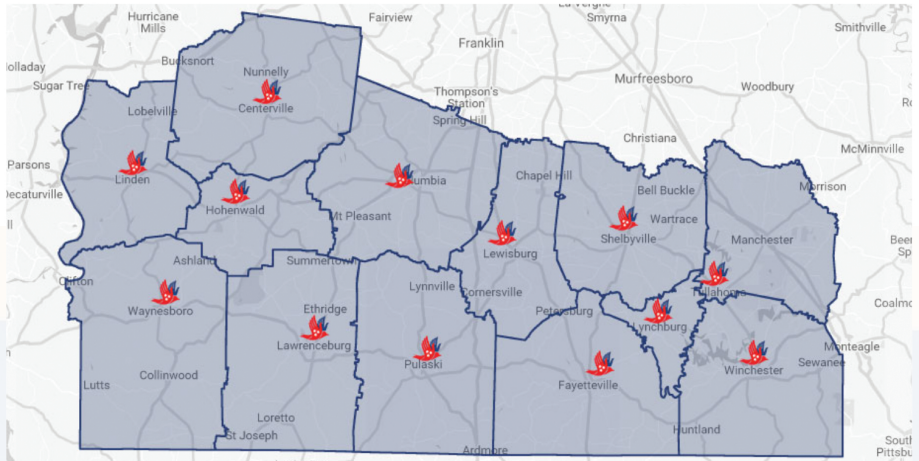 La Vergne
Hurricane
Mills
Fairview
Smyrna
Smithville
Franklin
Bucksnort
olladay
Nunnelly
Murfreesboro
Sugar Tree
Woodbury
Thompson's
Station
Centerville
Lobelville
Spring Hill
Christiana
McMinnville
Parsons
Linden
umbia
Chapel Hill
Bell Buckle
Morrison
Decaturville
Hohenwald
Mt Pleasant
Wartrace
Shelbyville
Manchester
Lewisburg
Ashland
Summertown
Clifton
Lynnville
Cornersville
Tullahoma
Waynesboro
Ethridge
Petersburg
Lynchburg
Coalmo
Lawrenceburg
Monteagle
Pulaski
Sewanee
Winchester
Collinwood
Lutts
Fayetteville
Loretto
St Joseph
Huntland
Ardmore
South
Pittsbu